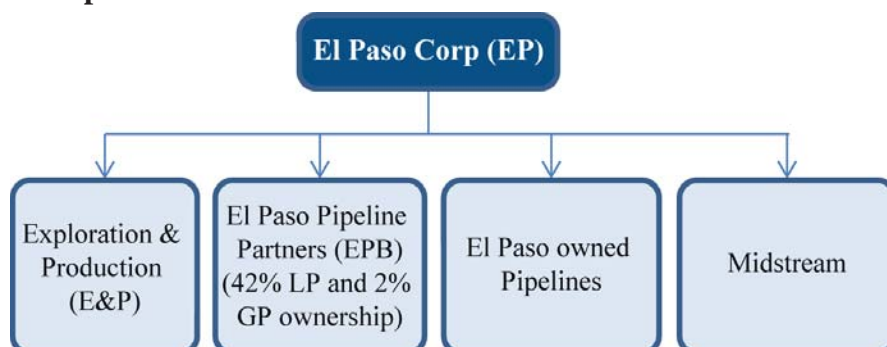 El Paso Corp (EP)
Exploration &
Production
(E&P)
El Paso Pipeline
Partners (EPB)
(42% LP and 2%
GP ownership)
El Paso owned
Pipelines
Midstream